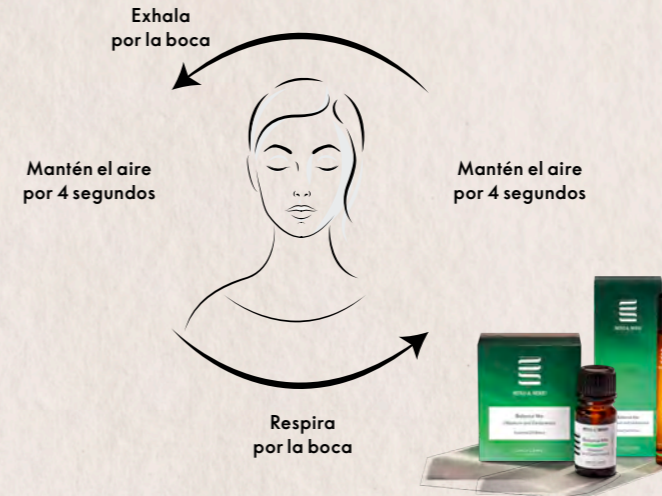 Exhala
por la boca
Mantén el aire
por 4 segundos
Mantén el aire
por 4 segundos
Respira
por la boca